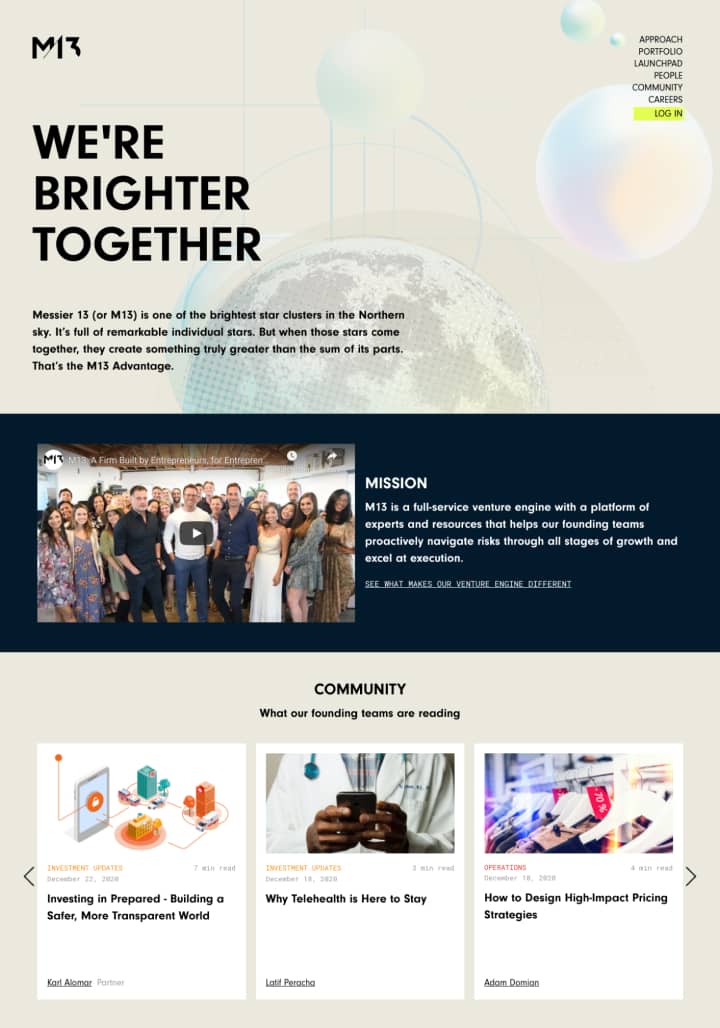 M13
APPROACH
PORTFOLIO
LAUNCHPAD
PEOPLE
COMMUNITY
CAREERS
LOG IN
WE'RE
BRIGHTER
TOGETHER
Messier 13 (or M13) is one of the brightest star clusters in the Northern
sky. It's full of remarkable individual stars. But when those stars come
together, they create something truly greater than the sum of its parts.
That's the M13 Advantage.
M13
M13: A Firm Built by Entrepreneurs, for Entrepren
MISSION
M13 is a full-service venture engine with a platform of
experts and resources that helps our founding teams
proactively navigate risks through all stages of growth and
excel at execution.
SEE WHAT MAKES OUR VENTURE ENGINE DIFFERENT
COMMUNITY
What our founding teams are reading
INVESTMENT UPDATES 7 min read
December 22, 2020
Investing in Prepared - Building a
Safer, More Transparent World
Karl Alomar Partner
INVESTMENT UPDATES 3 min read
December 18, 2020
Why Telehealth is Here to Stay
Latif Peracha
70 %
OPERATIONS 4 min read
December 10, 2020
How to Design High-Impact Pricing
Strategies
Adam Domian